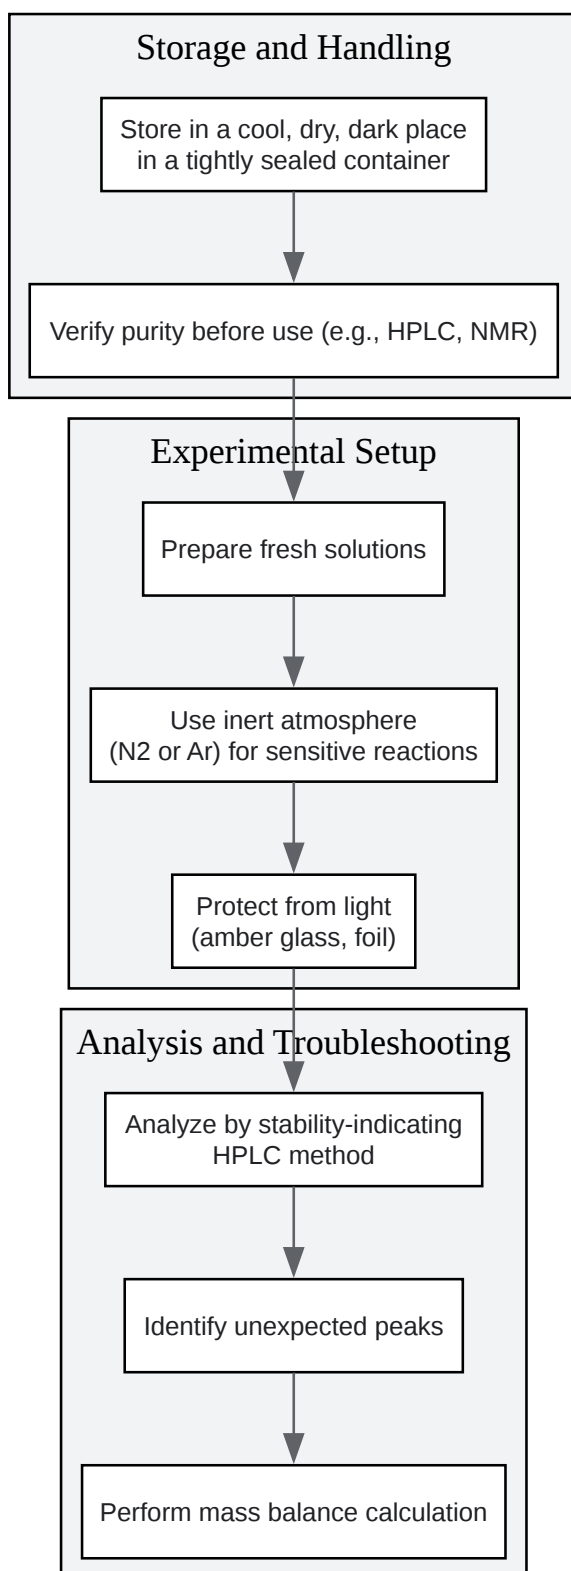 Storage and Handling
Store in a cool, dry, dark place
in a tightly sealed container
Verify purity before use (e.g., HPLC, NMR)
Experimental Setup
Prepare fresh solutions
Use inert atmosphere
(N2 or Ar) for sensitive reactions
Protect from light
(amber glass, foil)
Analysis and Troubleshooting
Analyze by stability-indicating
HPLC method
Identify unexpected peaks
Perform mass balance calculation